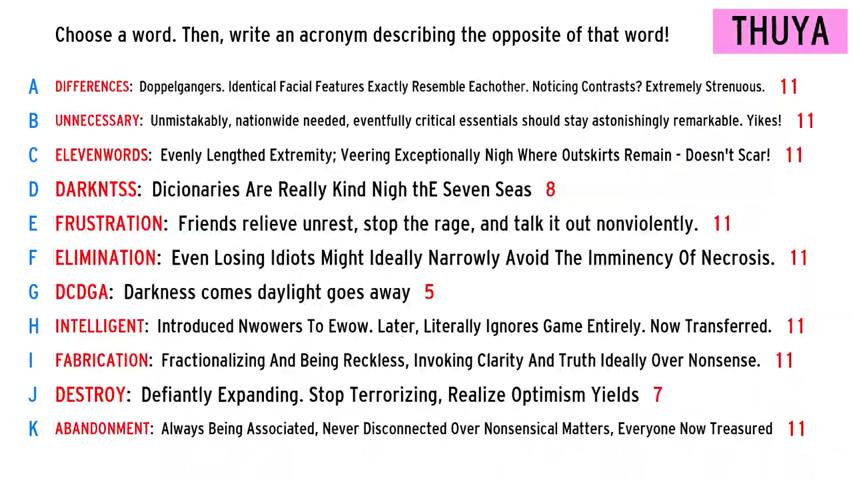 Choose a word. Then, write an acronym describing the opposite of that word!
THUYA
A DIFFERENCES: Doppelgangers. Identical Facial Features Exactly Resemble Eachother. Noticing Contrasts? Extremely Strenuous. 11
B UNNECESSARY: Unmistakably, nationwide needed, eventfully critical essentials should stay astonishingly remarkable. Yikes! 11
C ELEVENWORDS: Evenly Lengthed Extremity; Veering Exceptionally Nigh Where Outskirts Remain - Doesn't Scar! 11
D DARKNTSS: Dicionaries Are Really Kind Nigh thE Seven Seas 8
E FRUSTRATION: Friends relieve unrest, stop the rage, and talk it out nonviolently. 11
F ELIMINATION: Even Losing Idiots Might Ideally Narrowly Avoid The Imminency Of Necrosis. 11
G DCDGA: Darkness comes daylight goes away 5
H INTELLIGENT: Introduced Nwowers To Ewow. Later, Literally Ignores Game Entirely. Now Transferred. 11
I FABRICATION: Fractionalizing And Being Reckless, Invoking Clarity And Truth Ideally Over Nonsense. 11
J DESTROY: Defiantly Expanding. Stop Terrorizing, Realize Optimism Yields 7
K ABANDONMENT: Always Being Associated, Never Disconnected Over Nonsensical Matters, Everyone Now Treasured 11